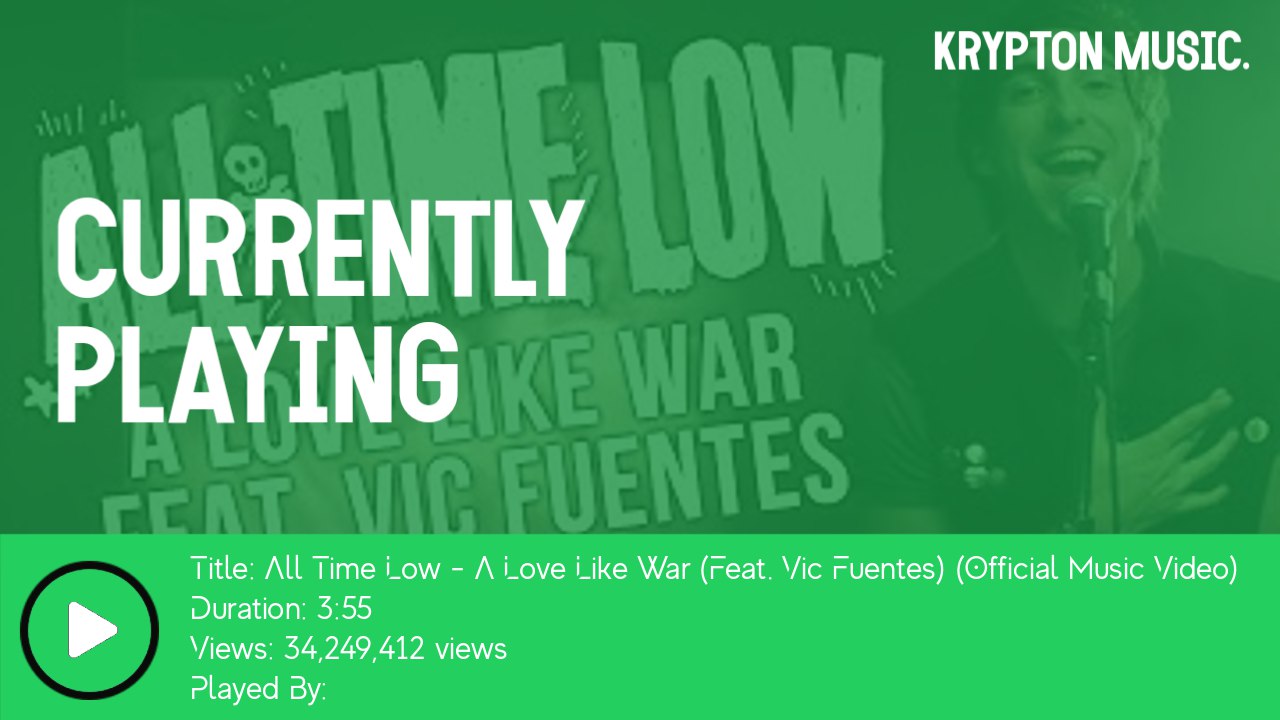 KRYPTON MUSIC.
ALL TIME LOW
CURRENTLY
PLAYING
A LOVE LIKE WAR
FEAT. VIC FUENTES
Title: All Time Low - A Love Like War (Feat. Vic Fuentes) (Official Music Video)
Duration: 3:55
Views: 34,249,412 views
Played By: